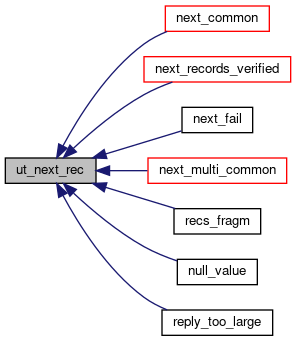 next_common
next_records_verified
next_fail
ut_next_rec
next_multi_common
recs_fragm
null_value
reply_too_large